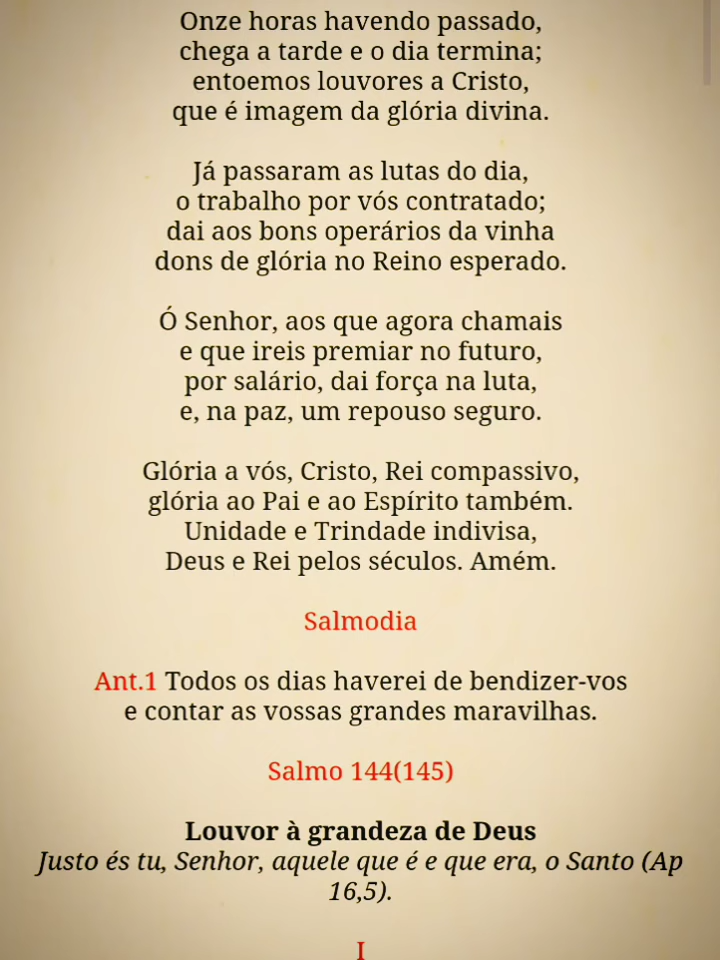 Onze horas havendo passado,
chega a tarde e o dia termina;
entoemos louvores a Cristo,
que é imagem da glória divina.
Já passaram as lutas do dia,
o trabalho por vós contratado;
dai aos bons operários da vinha
dons de glória no Reino esperado.
Ó Senhor, aos que agora chamais
e que ireis premiar no futuro,
por salário, dai força na luta,
e, na paz, um repouso seguro.
Glória a vós, Cristo, Rei compassivo,
glória ao Pai e ao Espírito também.
Unidade e Trindade indivisa,
Deus e Rei pelos séculos. Amém.
Salmodia
Ant.1 Todos os dias haverei de bendizer-vos
e contar as vossas grandes maravilhas.
Salmo 144(145)
Louvor à grandeza de Deus
Justo és tu, Senhor, aquele que é e que era, o Santo (Ap
16,5).
I